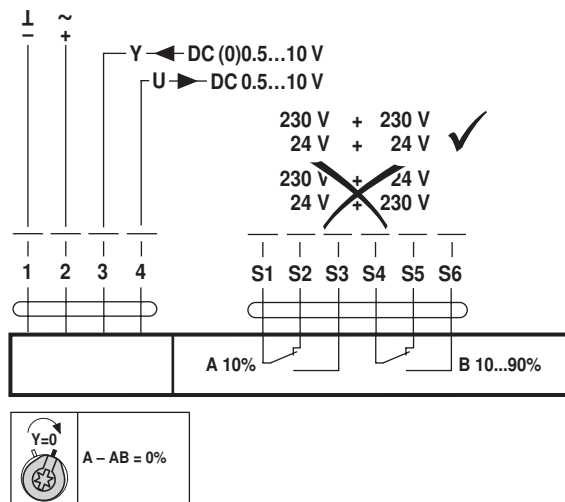 ⊥ ~
– +
Y DC (0)0.5...10 V
U DC 0.5...10 V
230 V + 230 V
24 V + 24 V
230 V + 24 V
24 V + 230 V
1 2 3 4 S1 S2 S3 S4 S5 S6
A 10% B 10...90%
Y=0
A – AB = 0%